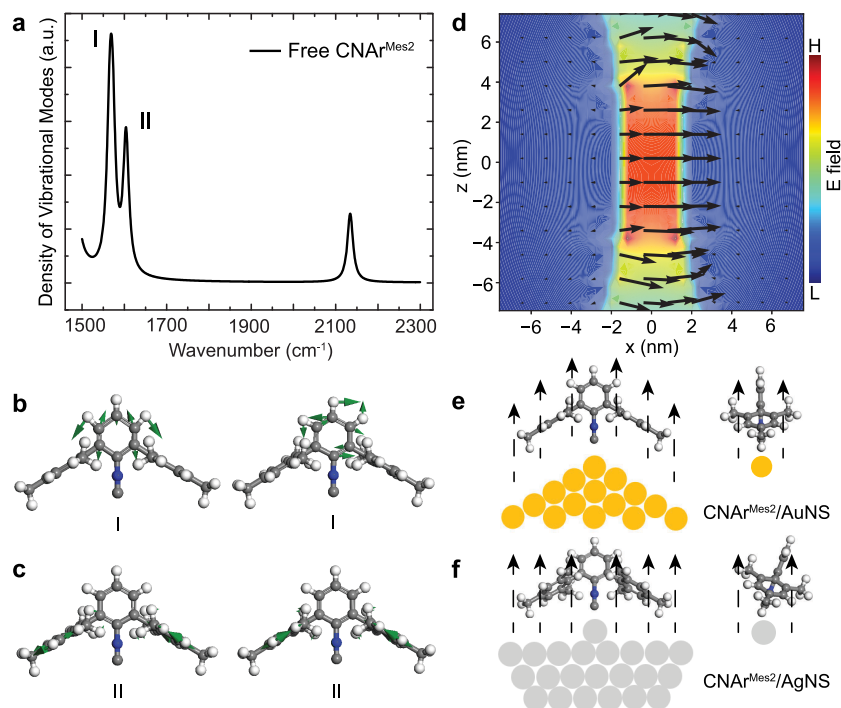 a
I
II
Free CNAr^Mes2
Density of Vibrational Modes (a.u.)
1500 1700 1900 2100 2300
Wavenumber (cm⁻¹)
d
6
4
2
0
−2
−4
−6
z (nm)
−6 −4 −2 0 2 4 6
x (nm)
H
E field
L
b
I I
c
II II
e
CNAr^Mes2/AuNS
f
CNAr^Mes2/AgNS